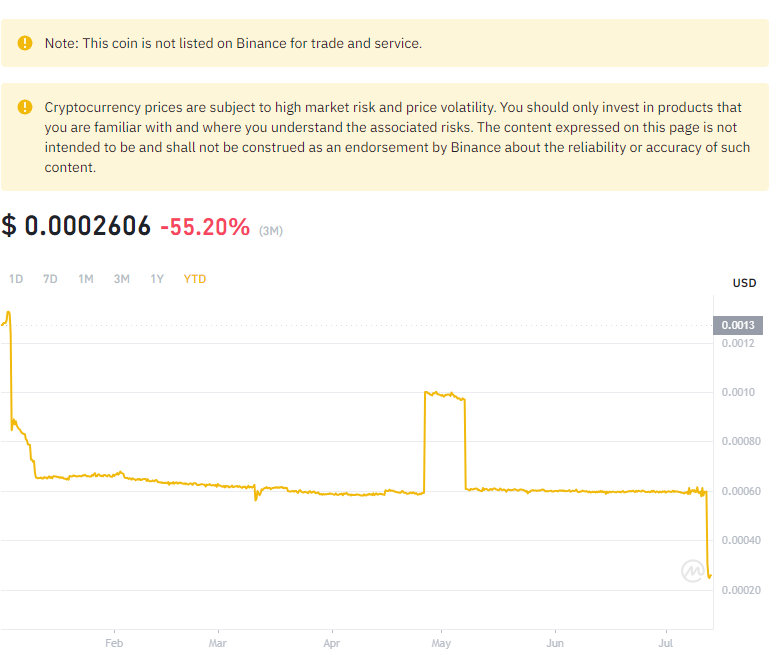 Note: This coin is not listed on Binance for trade and service.
Cryptocurrency prices are subject to high market risk and price volatility. You should only invest in products that
you are familiar with and where you understand the associated risks. The content expressed on this page is not
intended to be and shall not be construed as an endorsement by Binance about the reliability or accuracy of such
content.
$ 0.0002606 -55.20% (3M)
1D 7D 1M 3M 1Y YTD
USD
0.0013
0.0012
0.0010
0.00080
0.00060
0.00040
0.00020
Feb Mar Apr May Jun Jul